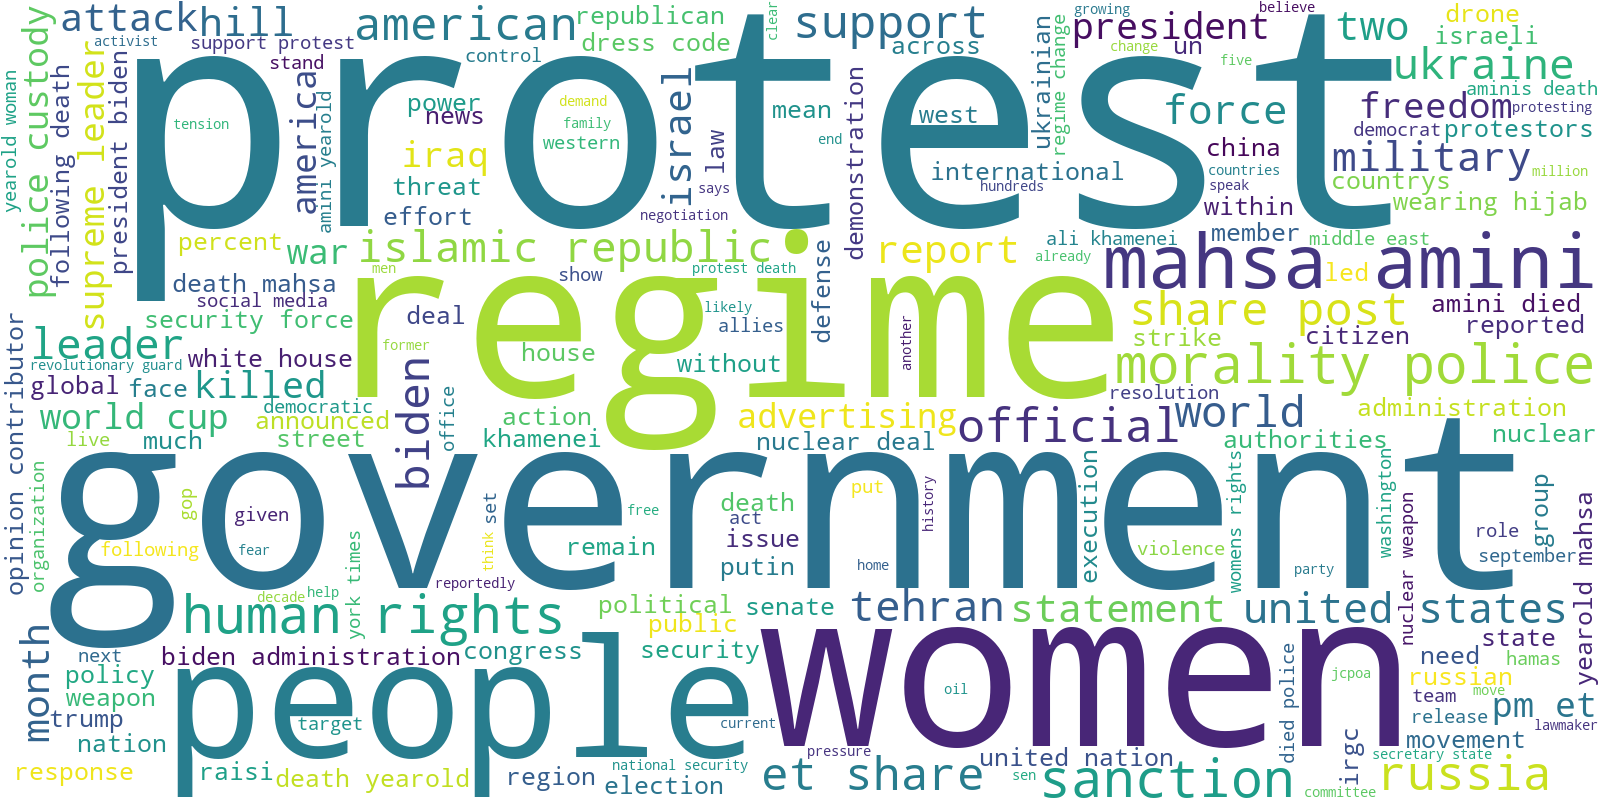 protest
regime
government
women
people
attack
hill
american
republican
dress code
support
clear
growing
believe
president
two
drone
israeli
activist
support protest
stand
control
across
un
change
five
ukraine
aminis death
police custody
supreme leader
following death
president biden
yearold woman
tension
america
amini yearold
power
news
demand
family
western
iraq
threat
effort
israel
law
says
negotiation
mean
end
demonstration
west
international
hundreds
ukrainian
regime change
force
china
countries
speak
within
member
freedom
protesting
democrat
protestors
military
million
countrys
wearing hijab
percent
war
islamic republic
men
death mahsa
social media
security force
show
protest death
likely
allies
defense
report
ali khamenei
already
middle east
mahsa amini
led
share post
amini died
reported
citizen
strike
leader
revolutionary guard
white house
deal
former
house
without
another
morality police
resolution
global
face
killed
biden
world cup
democratic
announced
office
action
khamenei
advertising
nuclear deal
official
world
administration
authorities
nuclear
live
much
street
opinion contributor
organization
gop
given
following
fear
york times
set
think
free
remain
reportedly
death
act
issue
putin
put
history
home
execution
violence
womens rights
washington
party
nuclear weapon
role
september
group
yearold mahsa
decade
help
human rights
political
public
senate
tehran
statement
united states
month
next
biden administration
congress
security
state
need
hamas
policy
weapon
trump
nation
target
current
oil
jcpoa
russian
team
move
release
pm et
lawmaker
movement
response
raisi
death yearold
region
national security
election
pressure
et share
united nation
sen
sanction
died police
committee
irgc
secretary state
russia